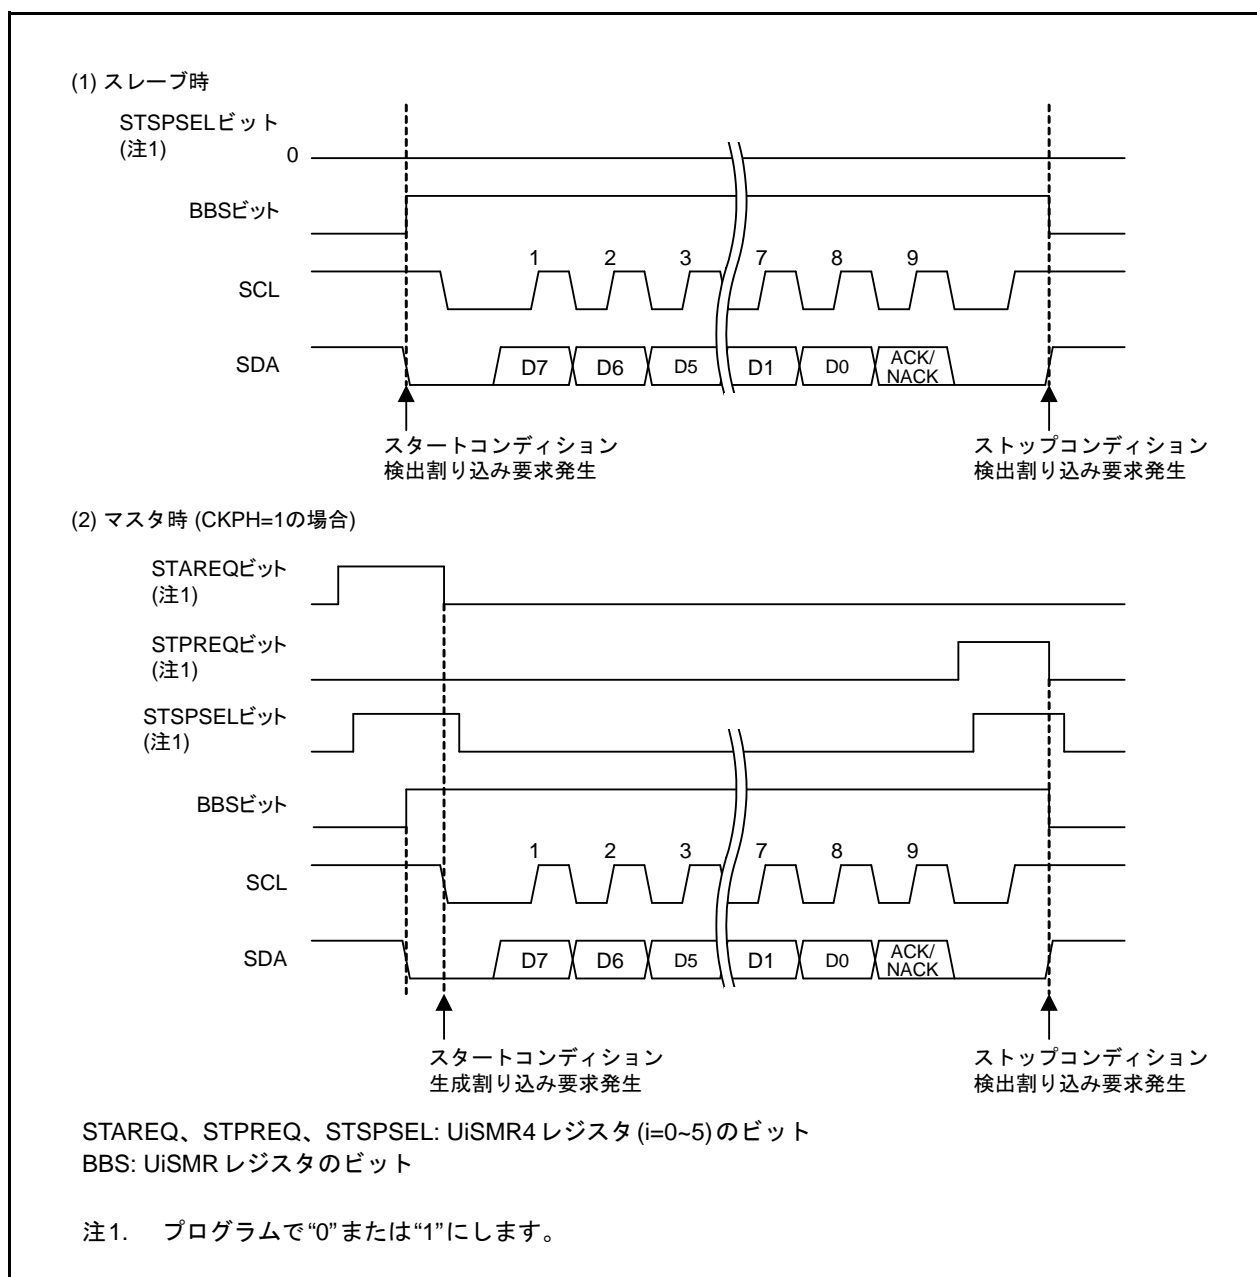 (1) スレーブ時
STSPSELビット
(注1)
0
BBSビット
1 2 3 7 8 9
SCL
SDA
D7 D6 D5 D1 D0 ACK/
NACK
スタートコンディション
検出割り込み要求発生
ストップコンディション
検出割り込み要求発生
(2) マスタ時 (CKPH=1の場合)
STAREQビット
(注1)
STPREQビット
(注1)
STSPSELビット
(注1)
BBSビット
1 2 3 7 8 9
SCL
SDA
D7 D6 D5 D1 D0 ACK/
NACK
スタートコンディション
生成割り込み要求発生
ストップコンディション
検出割り込み要求発生
STAREQ、STPREQ、STSPSEL: UiSMR4レジスタ(i=0~5)のビット
BBS: UiSMRレジスタのビット
注1. プログラムで“0”または“1”にします。